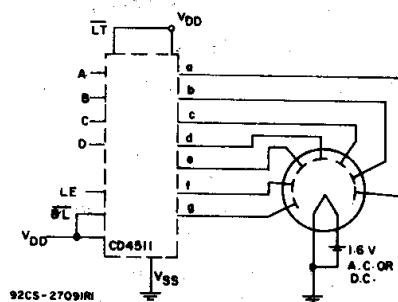 LT
VDD
A
B
C
D
LE
BL
VDD
CD4511
VSS
a
b
c
d
e
f
g
1.6 V
A.C. OR
D.C.
92CS-27091R1